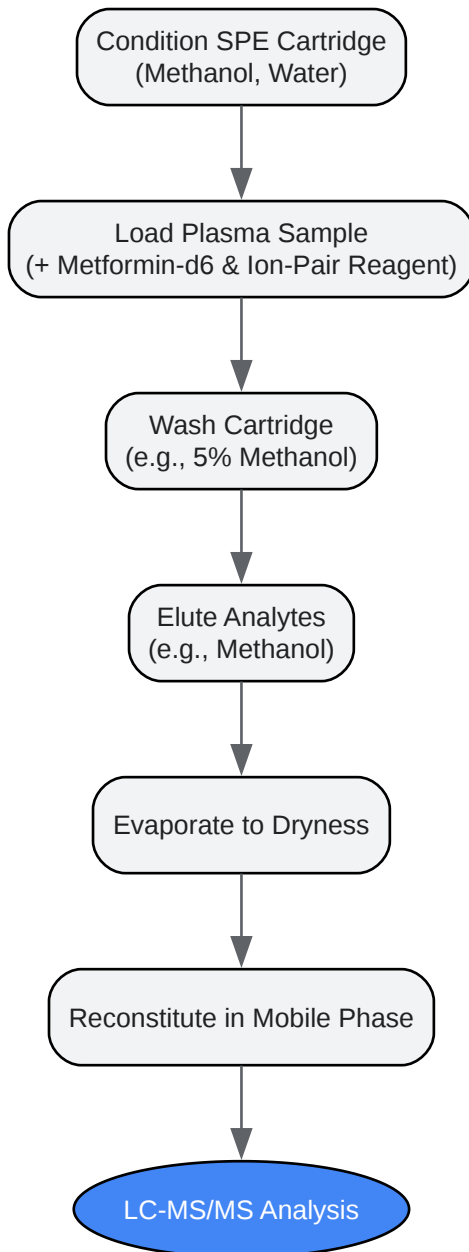 Condition SPE Cartridge
(Methanol, Water)
Load Plasma Sample
(+ Metformin-d6 & Ion-Pair Reagent)
Wash Cartridge
(e.g., 5% Methanol)
Elute Analytes
(e.g., Methanol)
Evaporate to Dryness
Reconstitute in Mobile Phase
LC-MS/MS Analysis